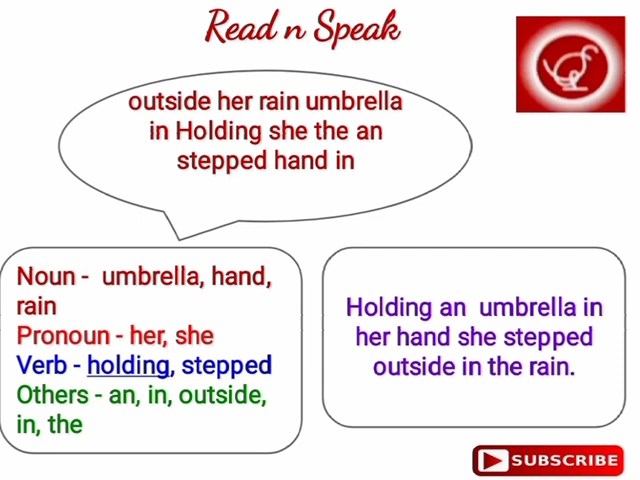 Read n Speak
outside her rain umbrella
in Holding she the an
stepped hand in
Noun - umbrella, hand,
rain
Pronoun - her, she
Verb - holding, stepped
Others - an, in, outside,
in, the
Holding an umbrella in
her hand she stepped
outside in the rain.
SUBSCRIBE